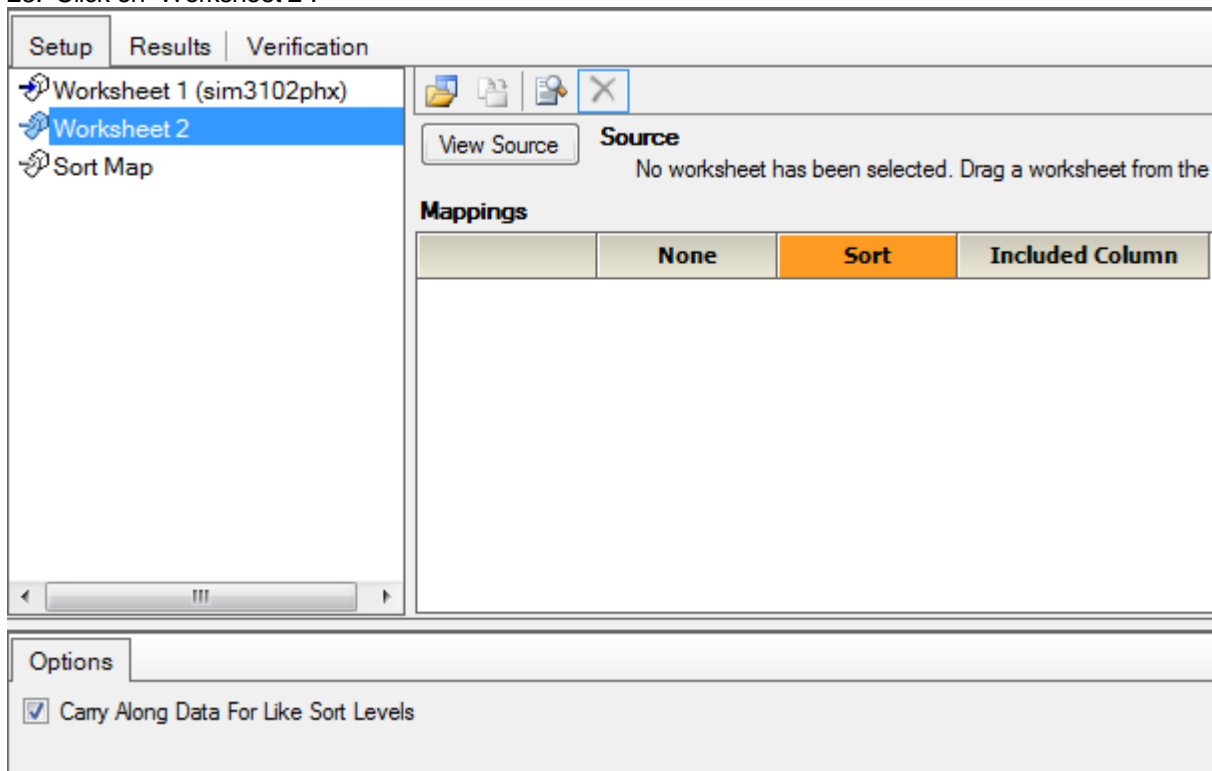 Setup Results Verification
Worksheet 1 (sim3102phx)
Worksheet 2
Sort Map
View Source
Source
No worksheet has been selected. Drag a worksheet from the
Mappings
None Sort Included Column
Options
Carry Along Data For Like Sort Levels